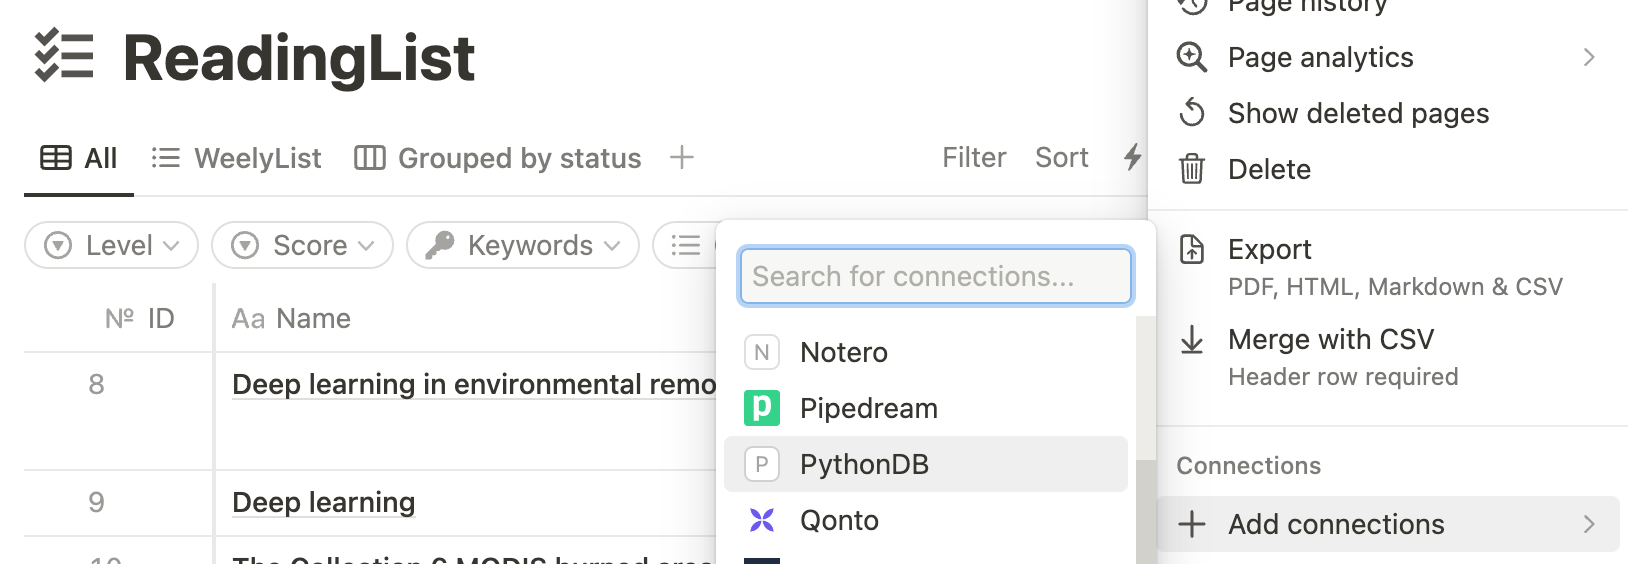 ReadingList
All
WeelyList
Grouped by status
Filter
Sort
Level
Score
Keywords
Nº ID
Aa Name
8
Deep learning in environmental remo
9
Deep learning
10
The Collection 6 MODIS burned area
Search for connections...
N Notero
p Pipedream
P PythonDB
Qonto
Page history
Page analytics
Show deleted pages
Delete
Export
PDF, HTML, Markdown & CSV
Merge with CSV
Header row required
Connections
Add connections